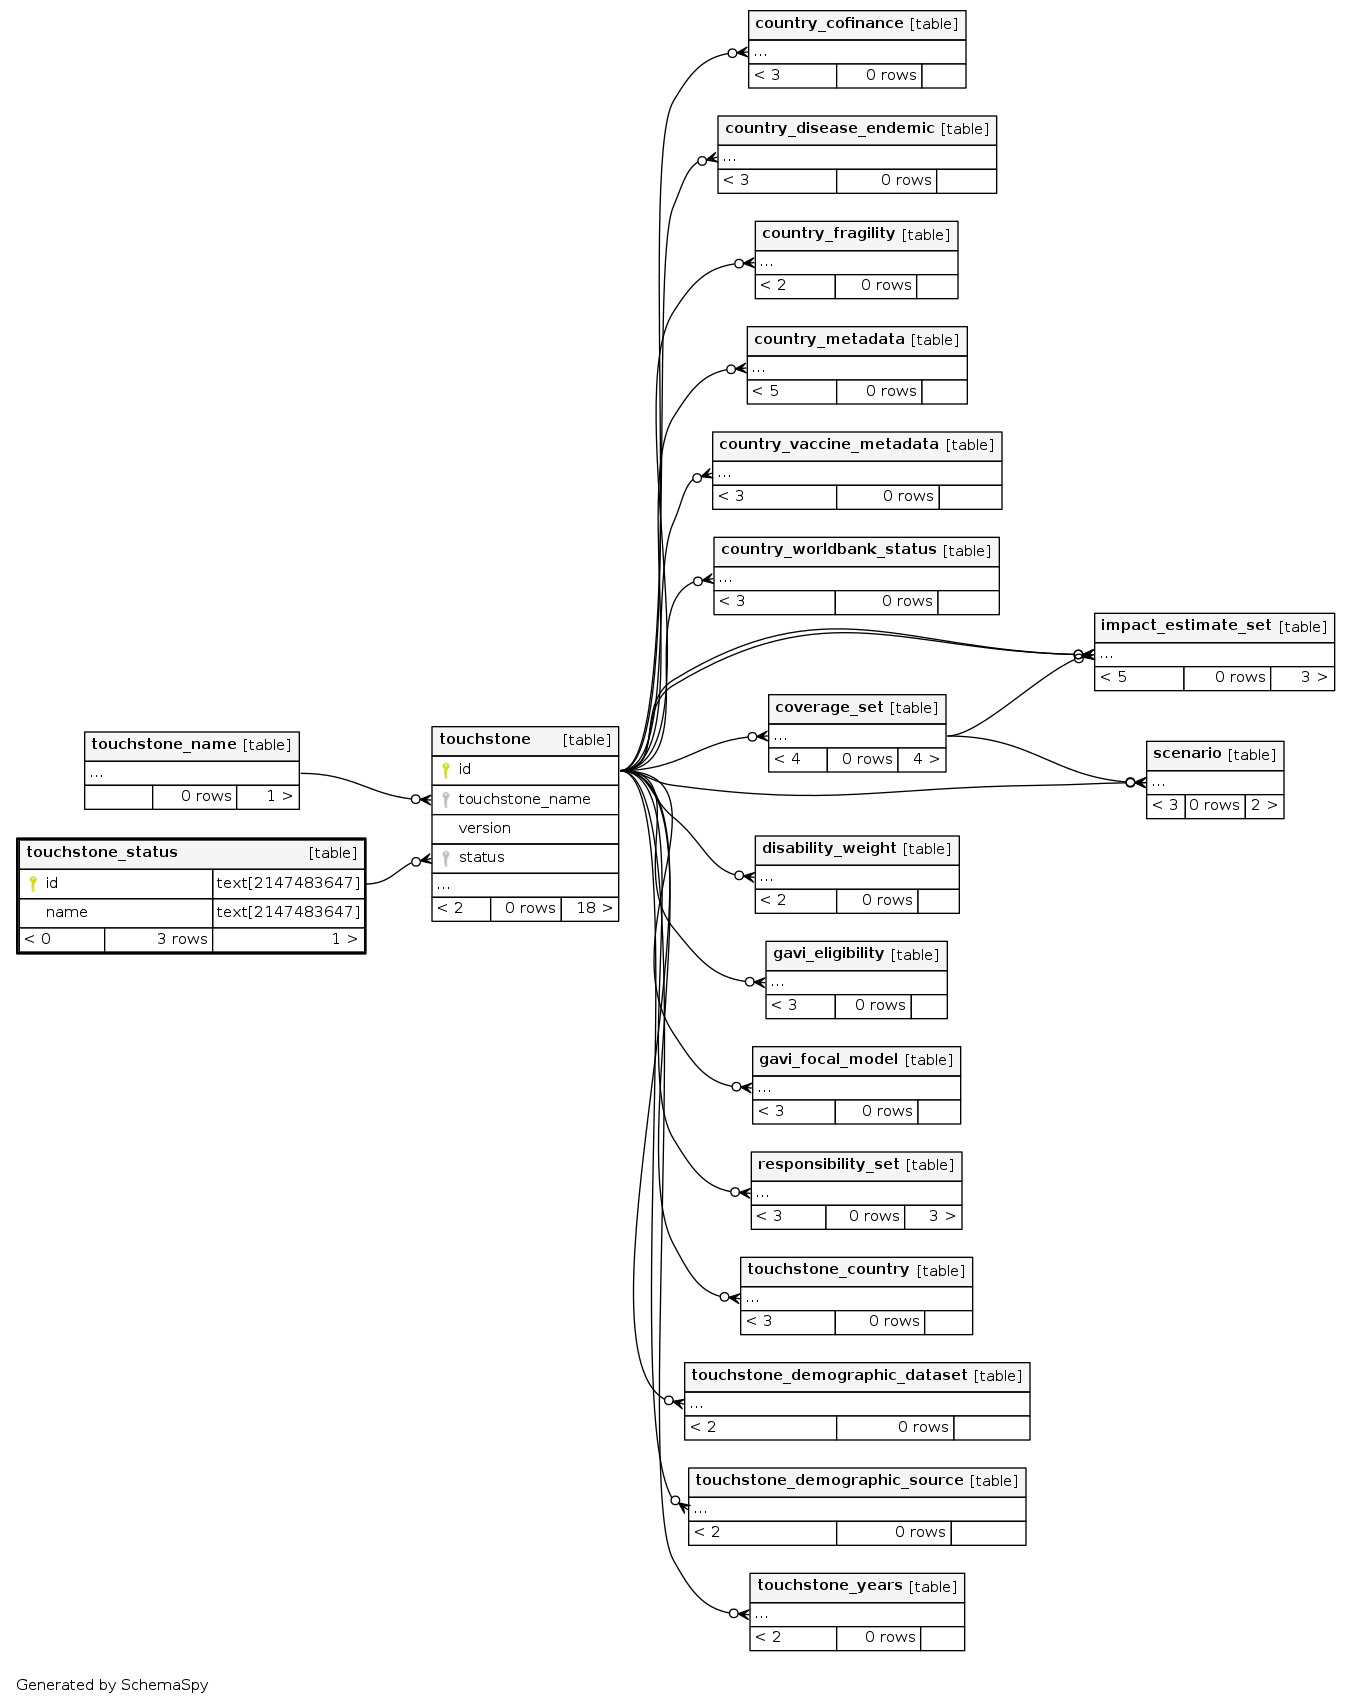 country_cofinance [table]
...
< 3 0 rows
country_disease_endemic [table]
...
< 3 0 rows
country_fragility [table]
...
< 2 0 rows
country_metadata [table]
...
< 5 0 rows
country_vaccine_metadata [table]
...
< 3 0 rows
country_worldbank_status [table]
...
< 3 0 rows
impact_estimate_set [table]
...
< 5 0 rows 3 >
coverage_set [table]
...
< 4 0 rows 4 >
scenario [table]
...
< 3 0 rows 2 >
touchstone_name [table]
...
0 rows 1 >
touchstone [table]
id
touchstone_name
version
status
...
< 2 0 rows 18 >
touchstone_status [table]
id text[2147483647]
name text[2147483647]
< 0 3 rows 1 >
disability_weight [table]
...
< 2 0 rows
gavi_eligibility [table]
...
< 3 0 rows
gavi_focal_model [table]
...
< 3 0 rows
responsibility_set [table]
...
< 3 0 rows 3 >
touchstone_country [table]
...
< 3 0 rows
touchstone_demographic_dataset [table]
...
< 2 0 rows
touchstone_demographic_source [table]
...
< 2 0 rows
touchstone_years [table]
...
< 2 0 rows
Generated by SchemaSpy